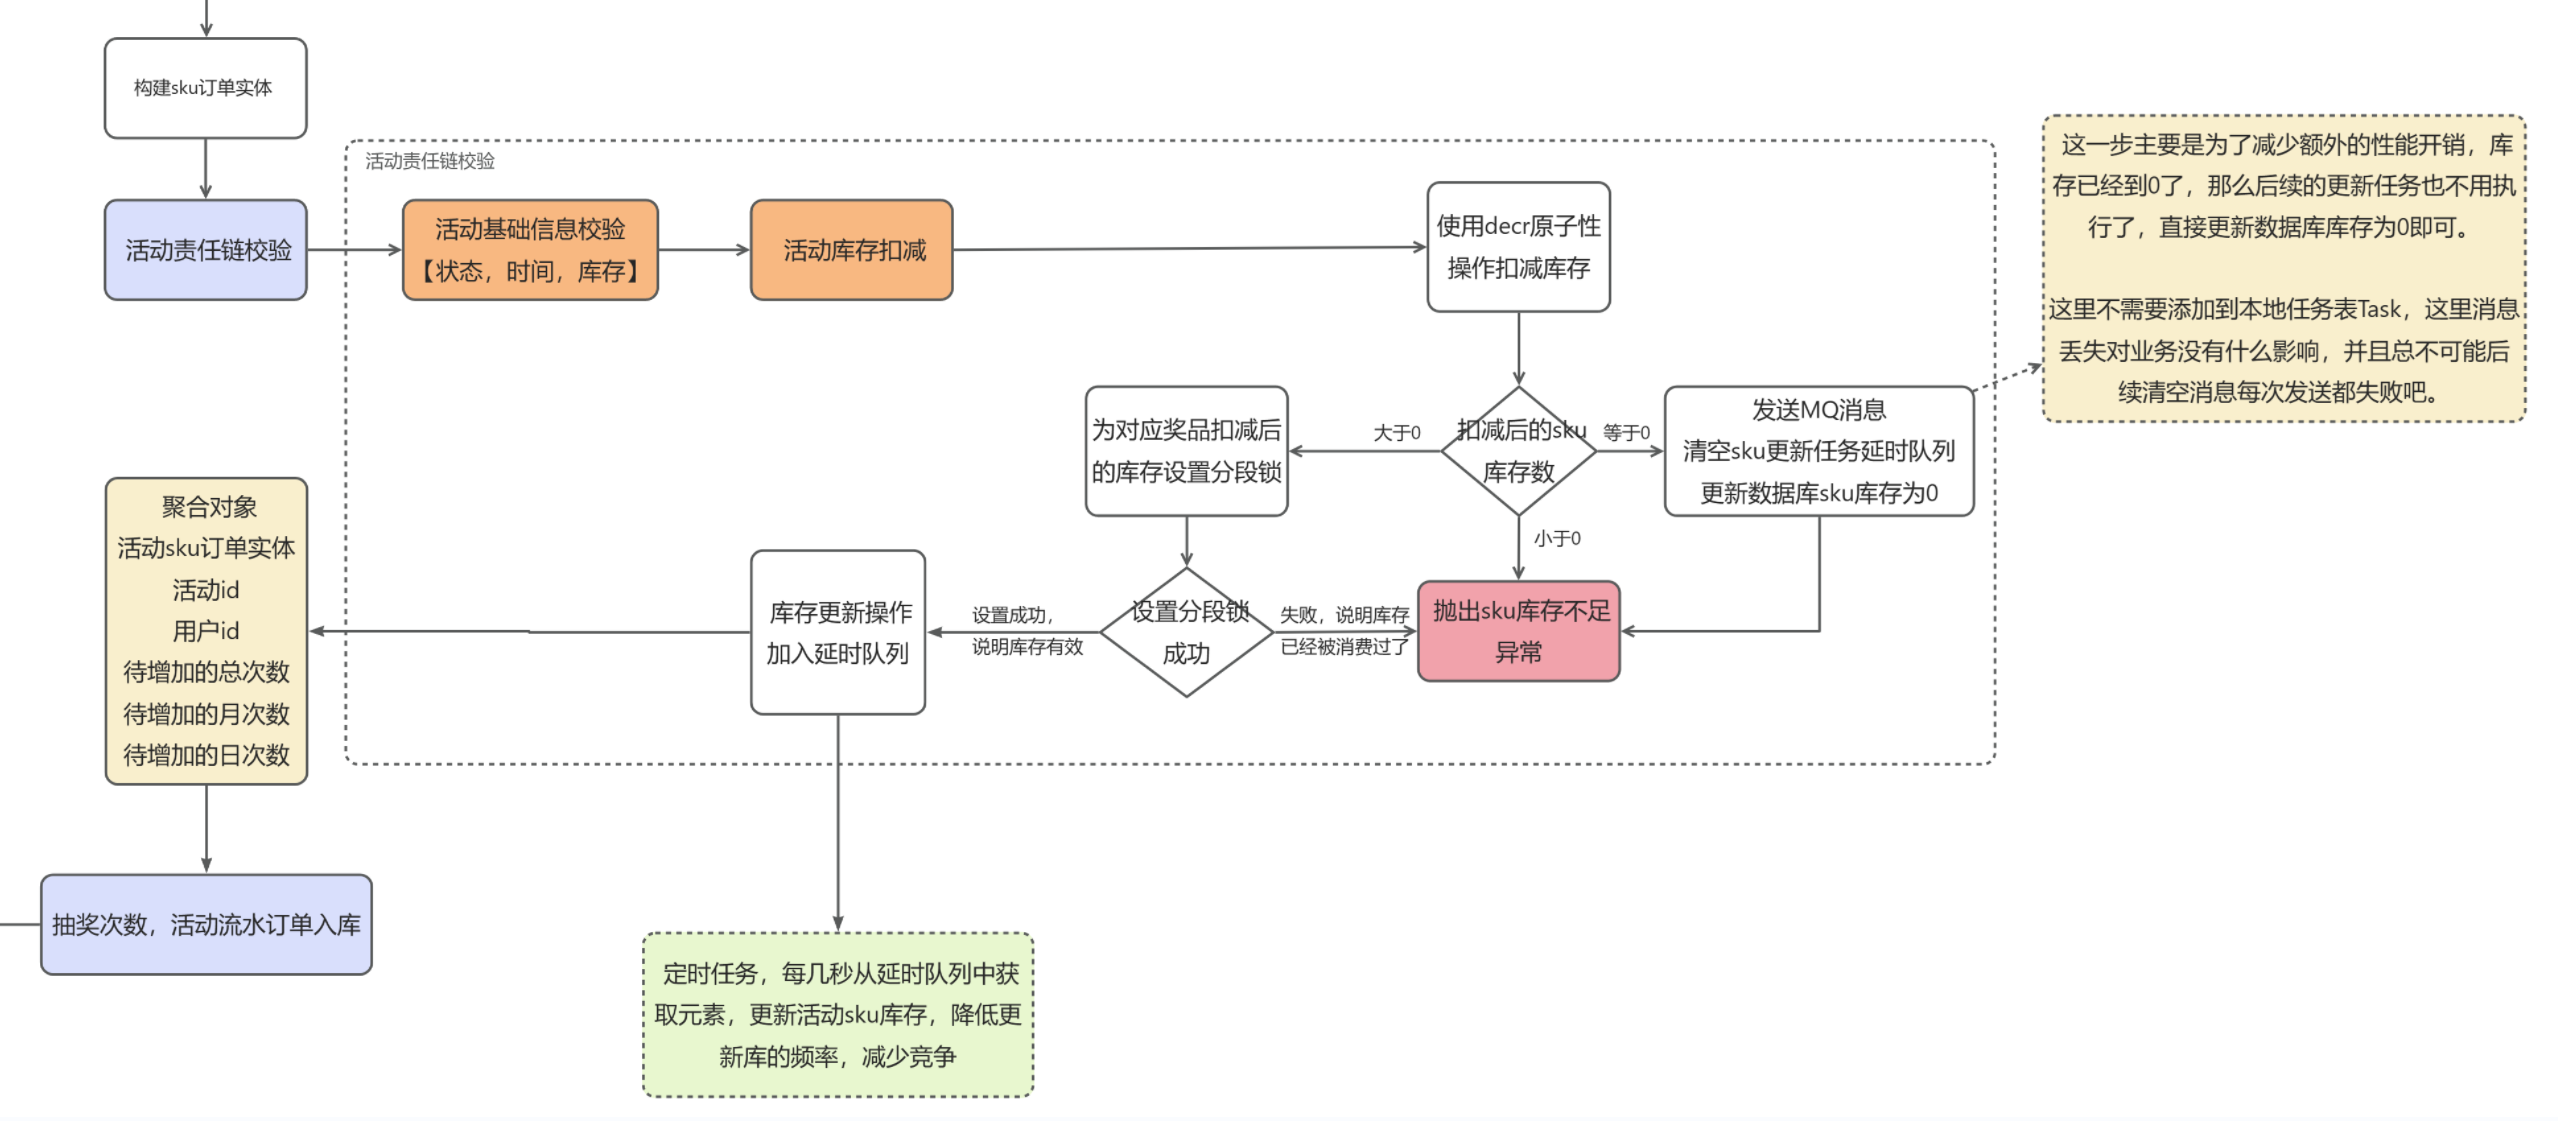 构建sku订单实体
活动责任链校验
活动责任链校验
活动基础信息校验
【状态，时间，库存】
活动库存扣减
使用decr原子性
操作扣减库存
这一步主要是为了减少额外的性能开销，库
存已经到0了，那么后续的更新任务也不用执
行了，直接更新数据库库存为0即可。
这里不需要添加到本地任务表Task，这里消息
丢失对业务没有什么影响，并且总不可能后
续清空消息每次发送都失败吧。
为对应奖品扣减后
的库存设置分段锁
大于0
扣减后的sku
库存数
等于0
发送MQ消息
清空sku更新任务延时队列
更新数据库sku库存为0
小于0
聚合对象
活动sku订单实体
活动id
用户id
待增加的总次数
待增加的月次数
待增加的日次数
库存更新操作
加入延时队列
设置成功，
说明库存有效
设置分段锁
成功
失败，说明库存
已经被消费过了
抛出sku库存不足
异常
抽奖次数，活动流水订单入库
定时任务，每几秒从延时队列中获
取元素，更新活动sku库存，降低更
新库的频率，减少竞争